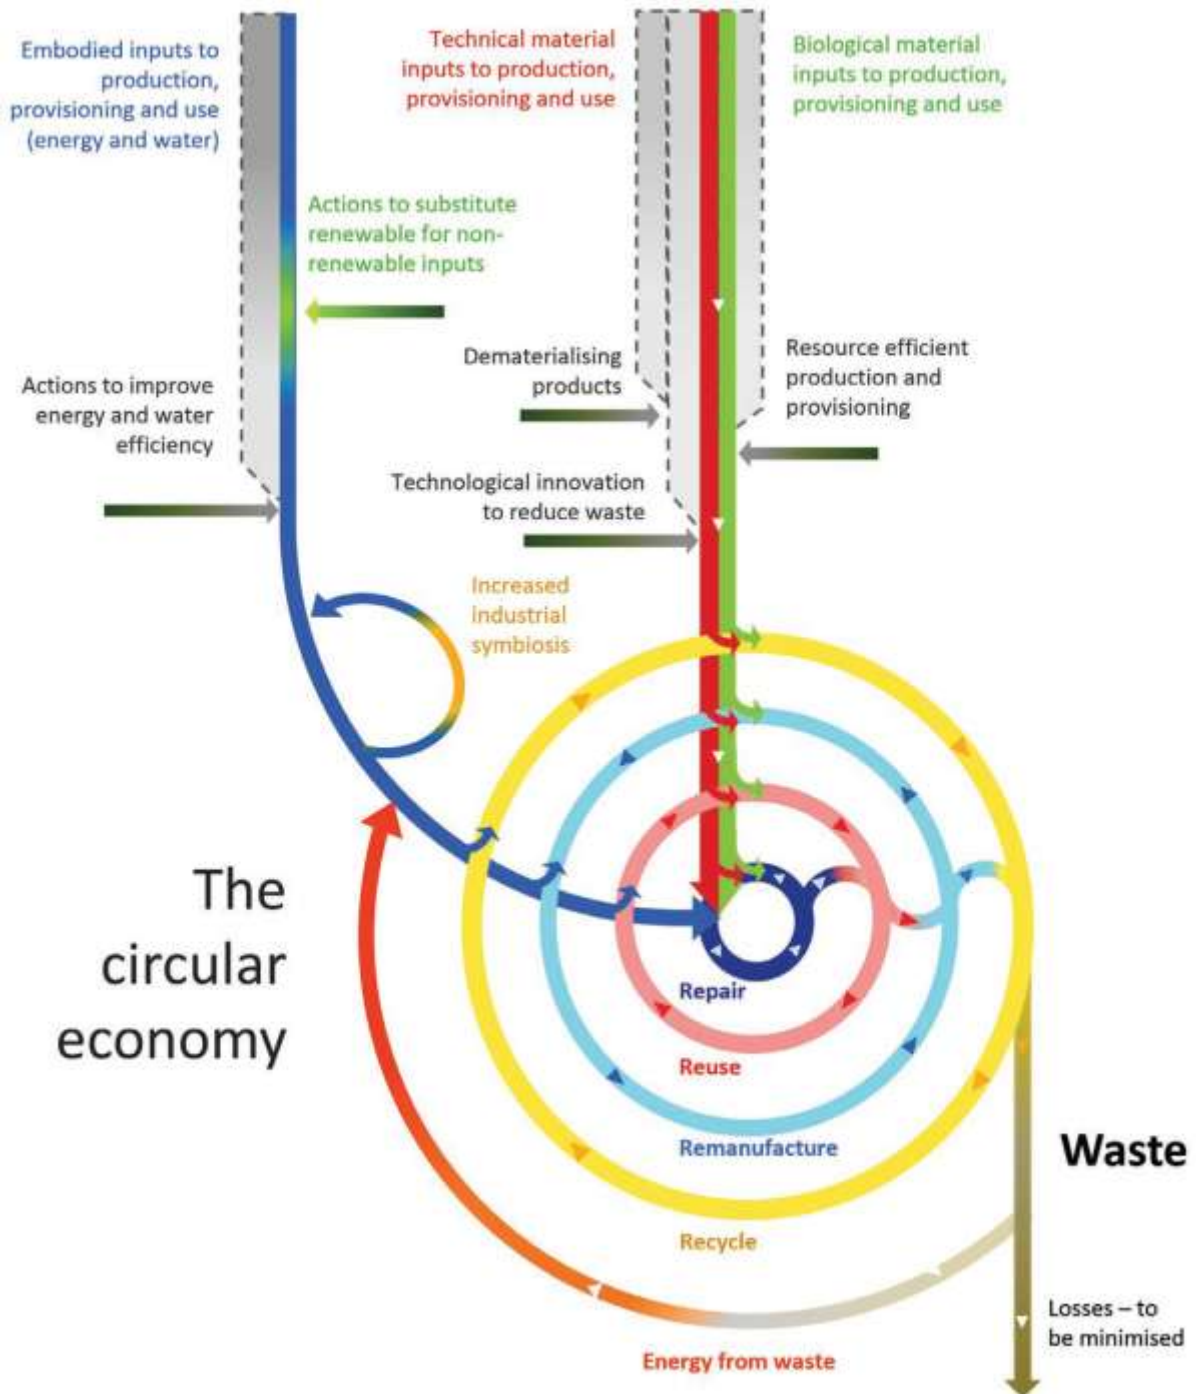 Embodied inputs to
production,
provisioning and use
(energy and water)
Technical material
inputs to production,
provisioning and use
Biological material
inputs to production,
provisioning and use
Actions to substitute
renewable for non-
renewable inputs
Dematerialising
products
Resource efficient
production and
provisioning
Actions to improve
energy and water
efficiency
Technological innovation
to reduce waste
Increased
industrial
symbiosis
The
circular
economy
Repair
Reuse
Remanufacture
Recycle
Waste
Losses – to
be minimised
Energy from waste